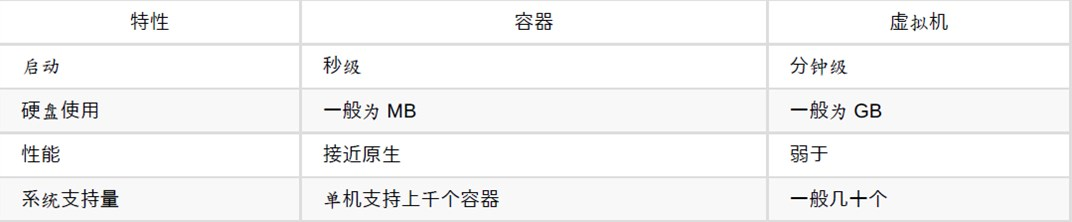 特性 容器 虚拟机
启动 秒级 分钟级
硬盘使用 一般为 MB 一般为 GB
性能 接近原生 弱于
系统支持量 单机支持上千个容器 一般几十个